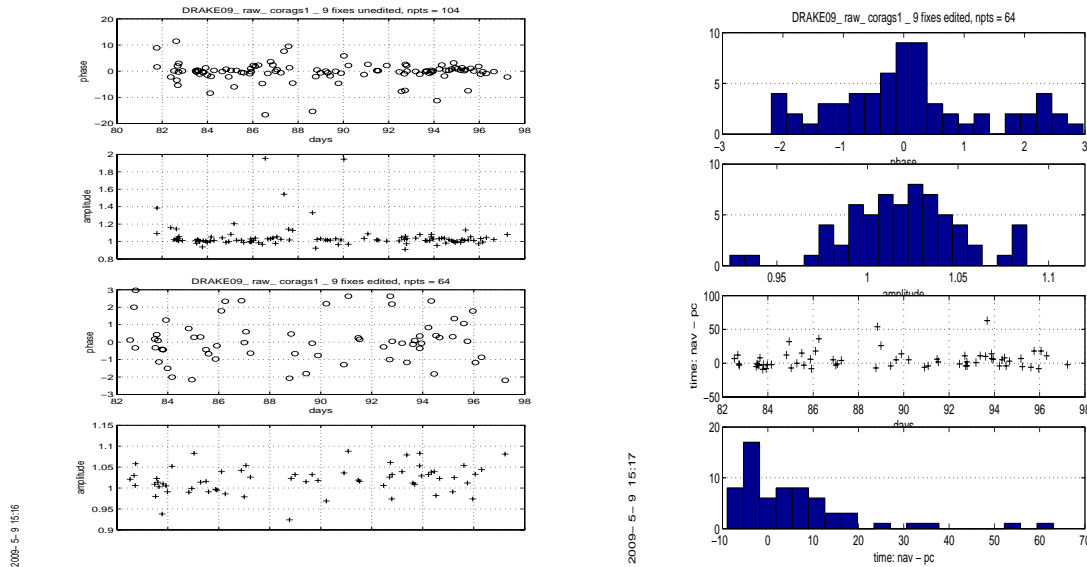 DRAKE09_ raw_ corags1 _ 9 fixes unedited, npts = 104
20
10
0
−10
−20
phase
80 82 84 86 88 90 92 94 96 98
days
2
1.8
1.6
1.4
1.2
1
0.8
amplitude
DRAKE09_ raw_ corags1 _ 9 fixes edited, npts = 64
3
2
1
0
−1
−2
−3
phase
82 84 86 88 90 92 94 96 98
days
1.15
1.1
1.05
1
0.95
0.9
amplitude
2009− 5− 9 15:16
DRAKE09_ raw_ corags1 _ 9 fixes edited, npts = 64
10
5
0
−3 −2 −1 0 1 2 3
phase
10
5
0
0.95 1 1.05 1.1
amplitude
100
50
0
−50
time: nav − pc
82 84 86 88 90 92 94 96 98
days
20
10
0
−10 0 10 20 30 40 50 60 70
time: nav − pc
2009− 5− 9 15:17